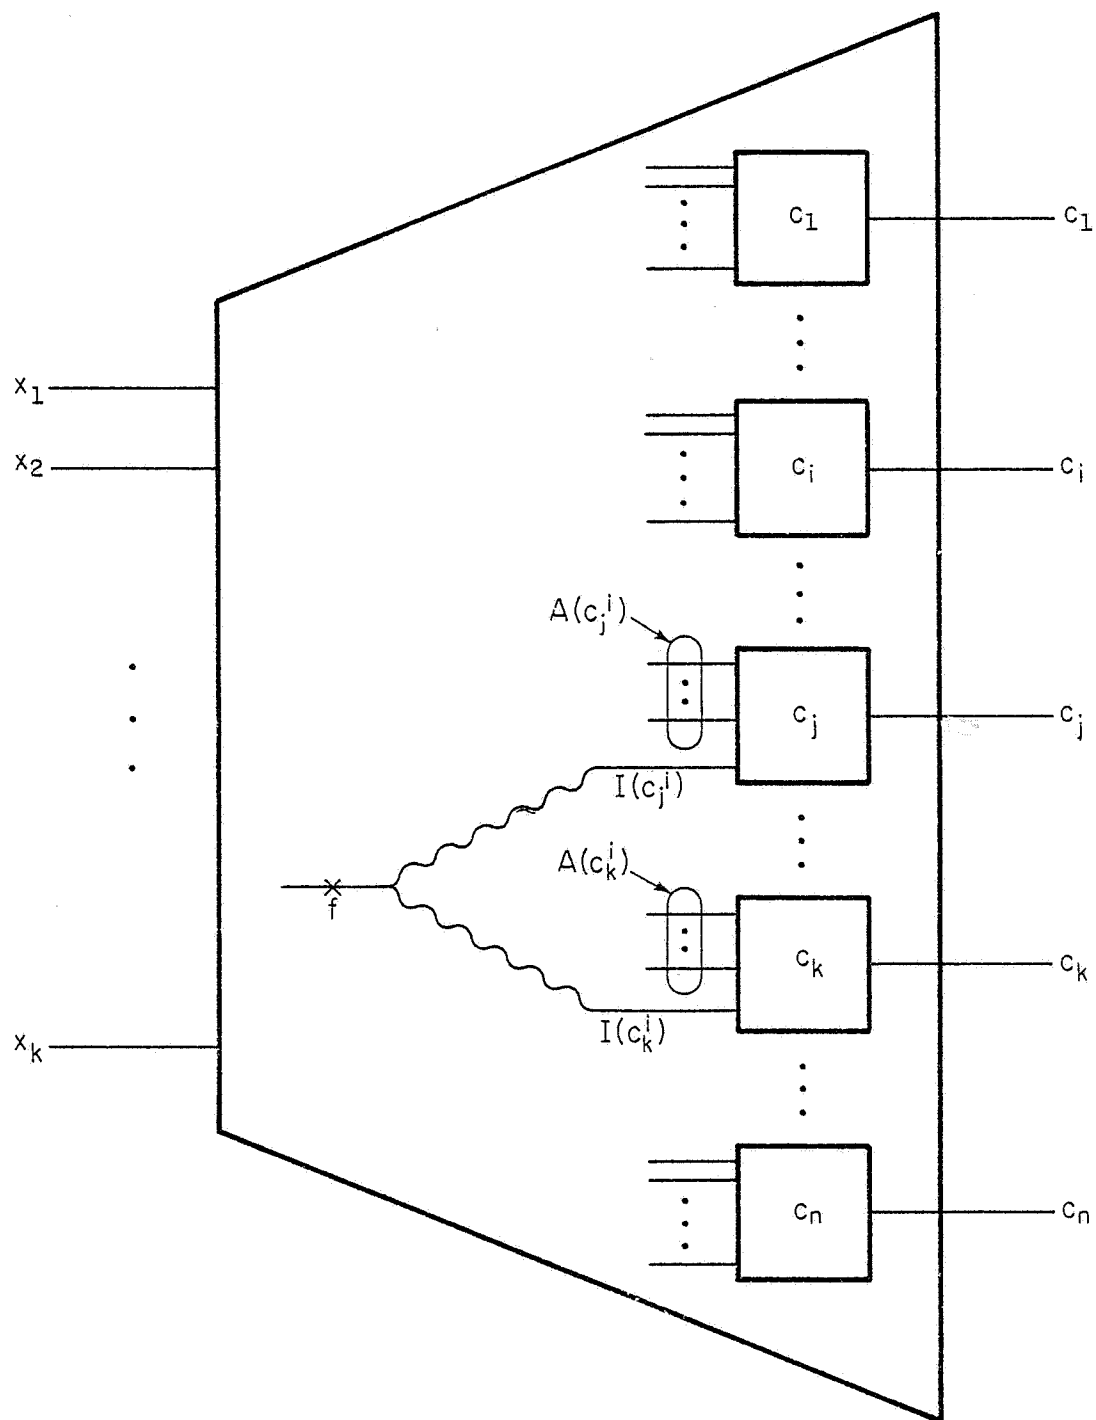 c₁
c₁
x₁
x₂
cᵢ
cᵢ
A(cⱼⁱ)
cⱼ
cⱼ
I(cⱼⁱ)
A(cₖⁱ)
f
cₖ
cₖ
I(cₖⁱ)
xₖ
cₙ
cₙ